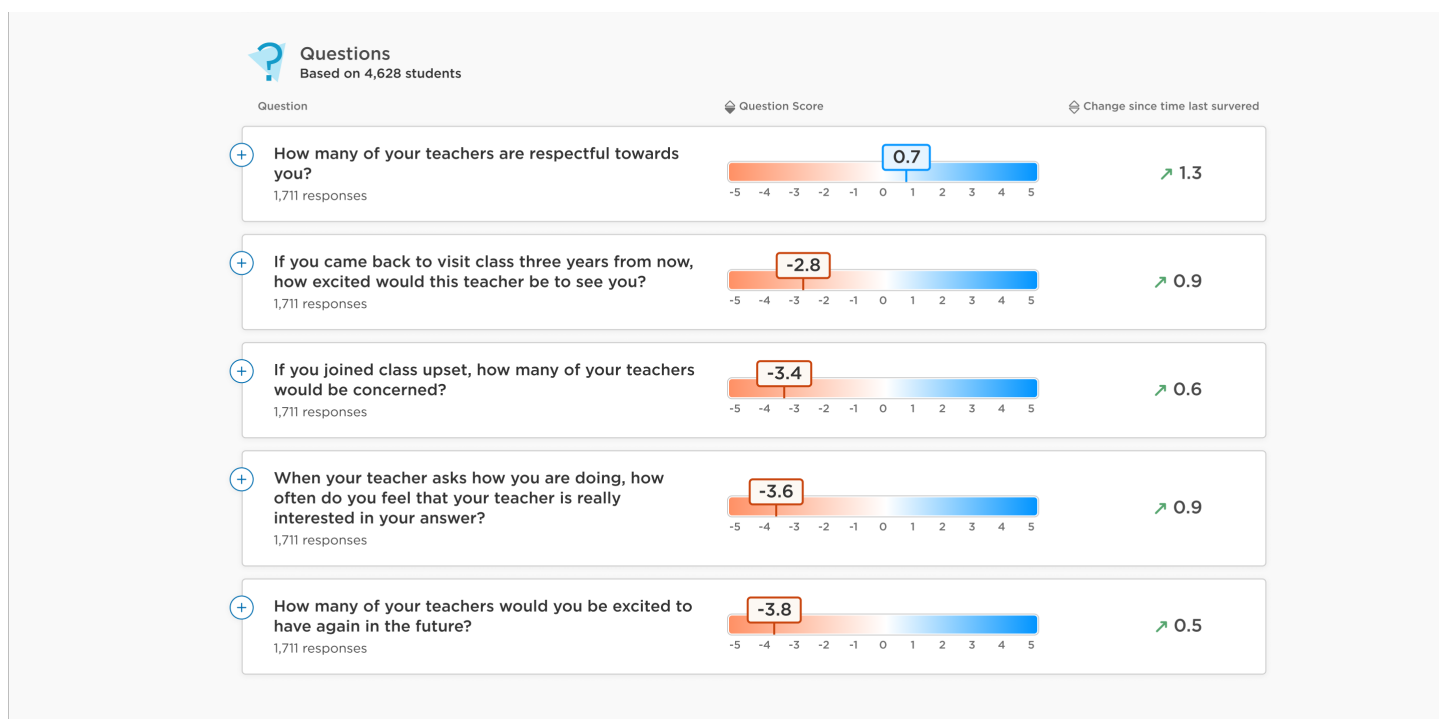 ?
Questions
Based on 4,628 students
Question
Question Score
Change since time last survered
+
How many of your teachers are respectful towards
you?
1,711 responses
0.7
-5 -4 -3 -2 -1 0 1 2 3 4 5
1.3
+
If you came back to visit class three years from now,
how excited would this teacher be to see you?
1,711 responses
-2.8
-5 -4 -3 -2 -1 0 1 2 3 4 5
0.9
+
If you joined class upset, how many of your teachers
would be concerned?
1,711 responses
-3.4
-5 -4 -3 -2 -1 0 1 2 3 4 5
0.6
+
When your teacher asks how you are doing, how
often do you feel that your teacher is really
interested in your answer?
1,711 responses
-3.6
-5 -4 -3 -2 -1 0 1 2 3 4 5
0.9
+
How many of your teachers would you be excited to
have again in the future?
1,711 responses
-3.8
-5 -4 -3 -2 -1 0 1 2 3 4 5
0.5